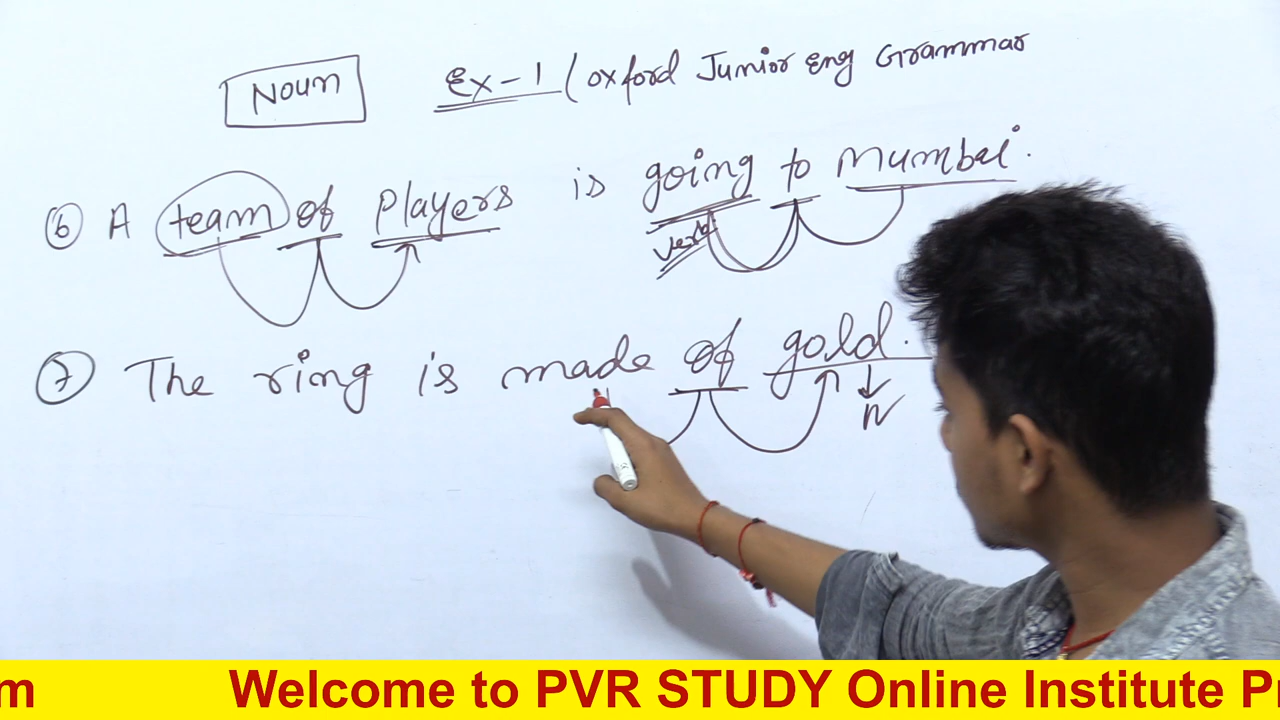 Noun Ex-1 (Oxford Junior Eng Grammar
6 A team of Players is going to Mumbai.
verb
7 The ring is made of gold.
N
m Welcome to PVR STUDY Online Institute Pr